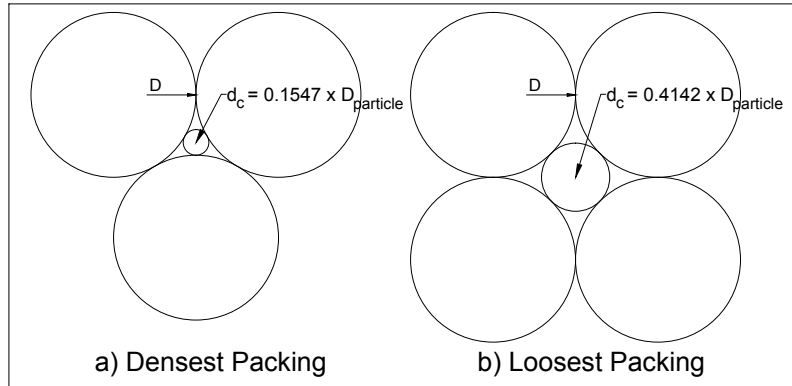 D
d_c = 0.1547 x D_particle
D
d_c = 0.4142 x D_particle
a) Densest Packing
b) Loosest Packing